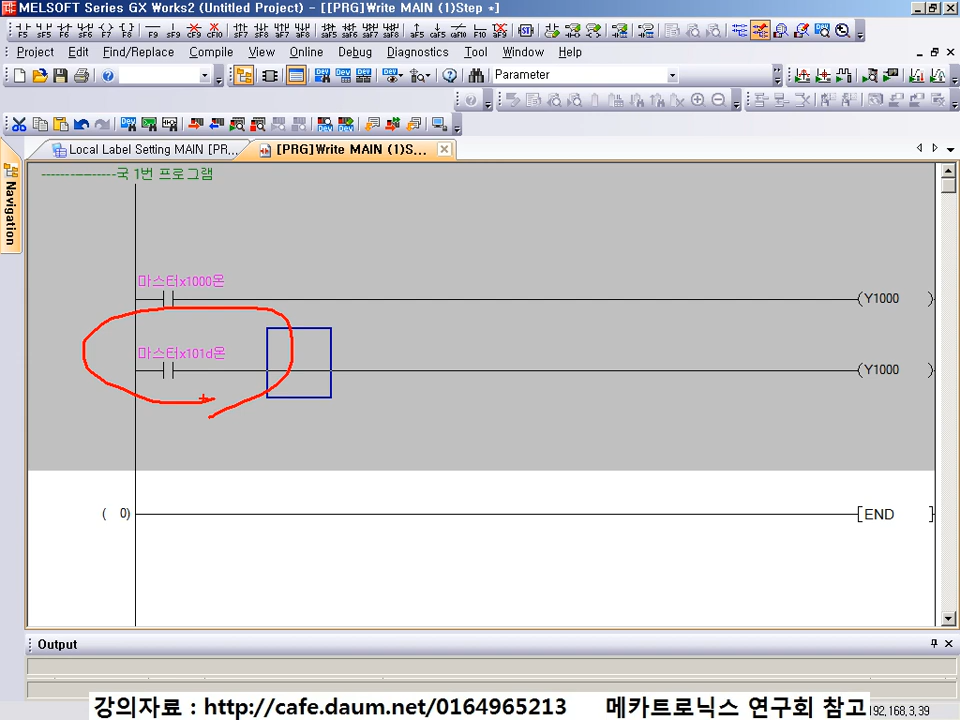 MELSOFT Series GX Works2 (Untitled Project) - [[PRG]Write MAIN (1)Step *]
Project Edit Find/Replace Compile View Online Debug Diagnostics Tool Window Help
Parameter
Local Label Setting MAIN [PR... [PRG]Write MAIN (1)S...
Navigation
----------------국 1번 프로그램
마스터x1000온
Y1000
마스터x101d온
Y1000
( 0)
END
Output
강의자료 : http://cafe.daum.net/0164965213 메카트로닉스 연구회 참고
192,168,3,39